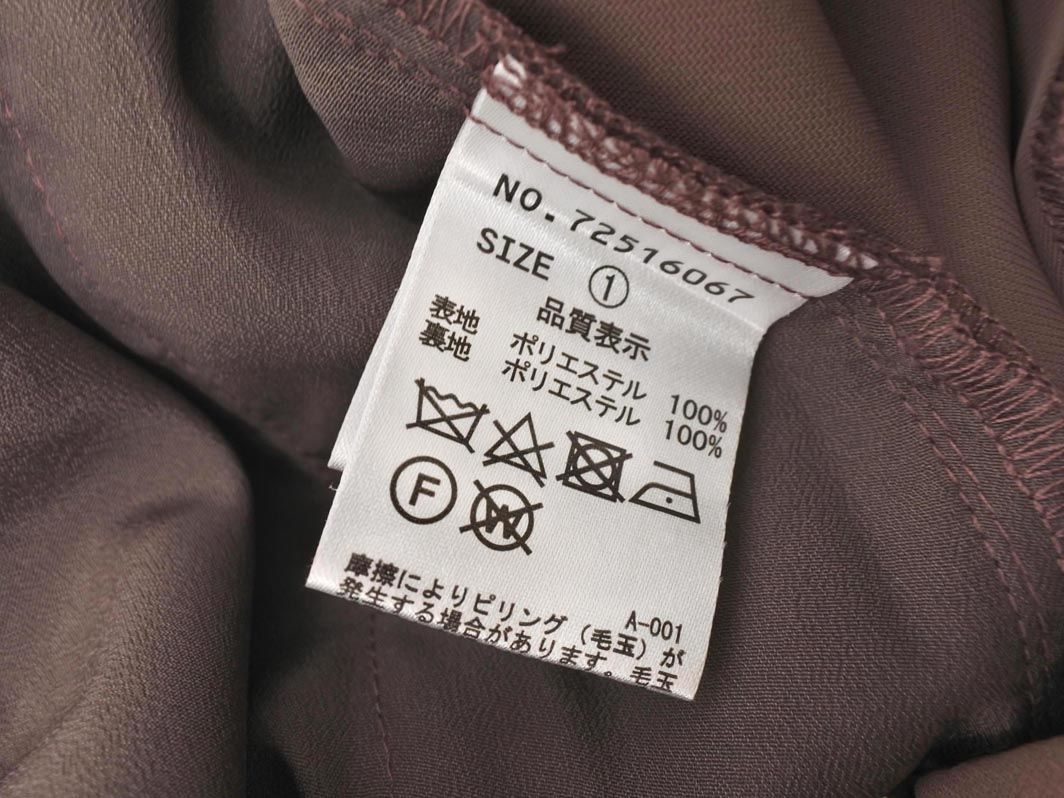 NO. 72516067
SIZE ①
品質表示
表地 ポリエステル 100%
裏地 ポリエステル 100%
F W
A-001
摩擦によりピリング(毛玉)が
発生する場合があります。毛玉